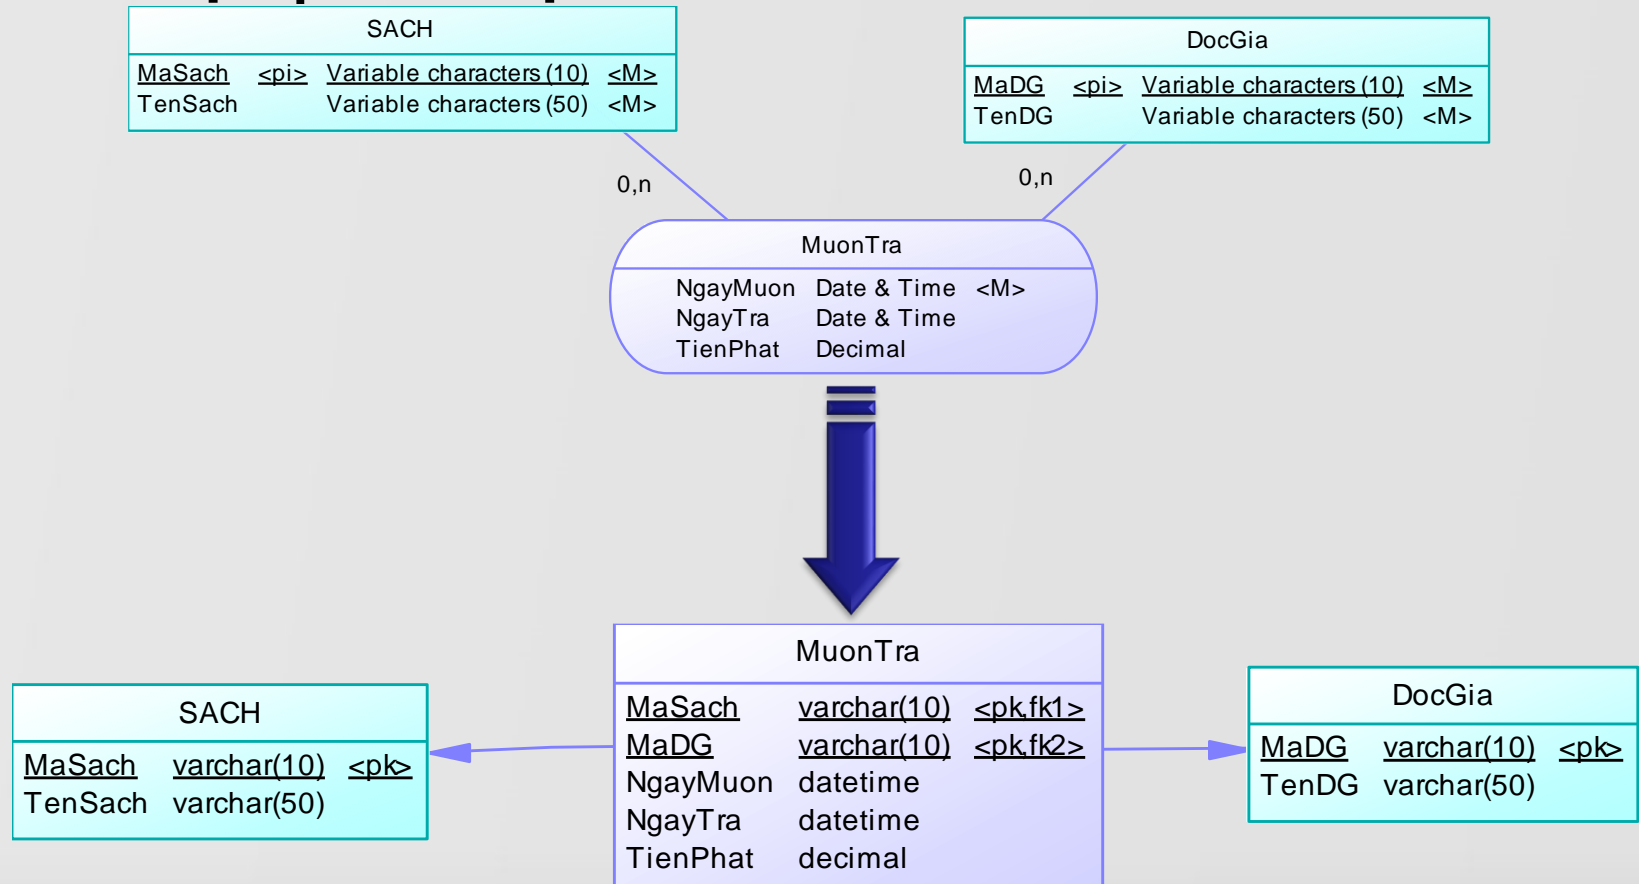 SACH
MaSach <pi> Variable characters (10) <M>
TenSach Variable characters (50) <M>
DocGia
MaDG <pi> Variable characters (10) <M>
TenDG Variable characters (50) <M>
0,n
0,n
MuonTra
NgayMuon Date & Time <M>
NgayTra Date & Time
TienPhat Decimal
MuonTra
MaSach varchar(10) <pk,fk1>
MaDG varchar(10) <pk,fk2>
NgayMuon datetime
NgayTra datetime
TienPhat decimal
SACH
MaSach varchar(10) <pk>
TenSach varchar(50)
DocGia
MaDG varchar(10) <pk>
TenDG varchar(50)